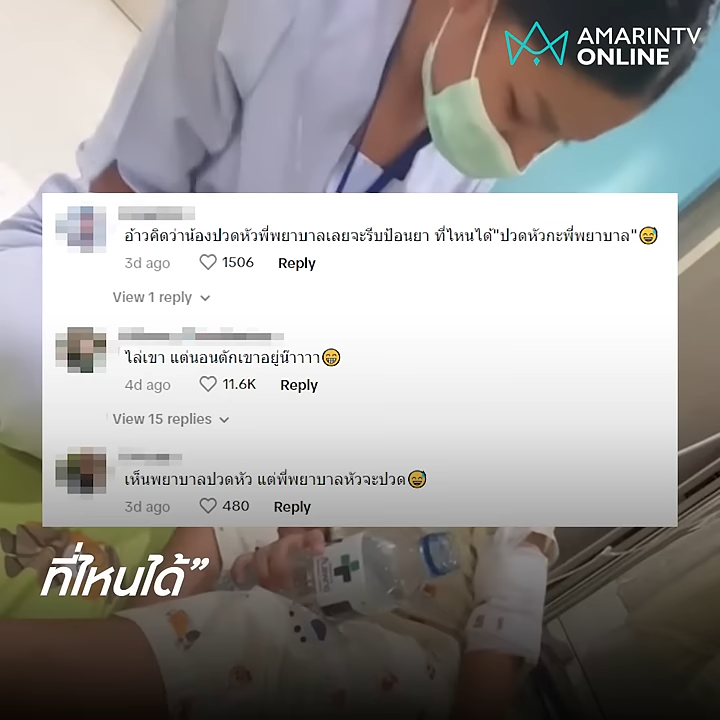 AMARINTV
ONLINE
อ้าวคิดว่าน้องปวดหัวพี่พยาบาลเลยจะรีบป้อนยา ที่ไหนได้"ปวดหัวกะพี่พยาบาล"😅
3d ago 1506 Reply
View 1 reply
ไล่เขา แต่นอนตักเขาอยู่น๊าาาา😁
4d ago 11.6K Reply
View 15 replies
เห็นพยาบาลปวดหัว แต่พี่พยาบาลหัวจะปวด😅
3d ago 480 Reply
ที่ไหนได้”